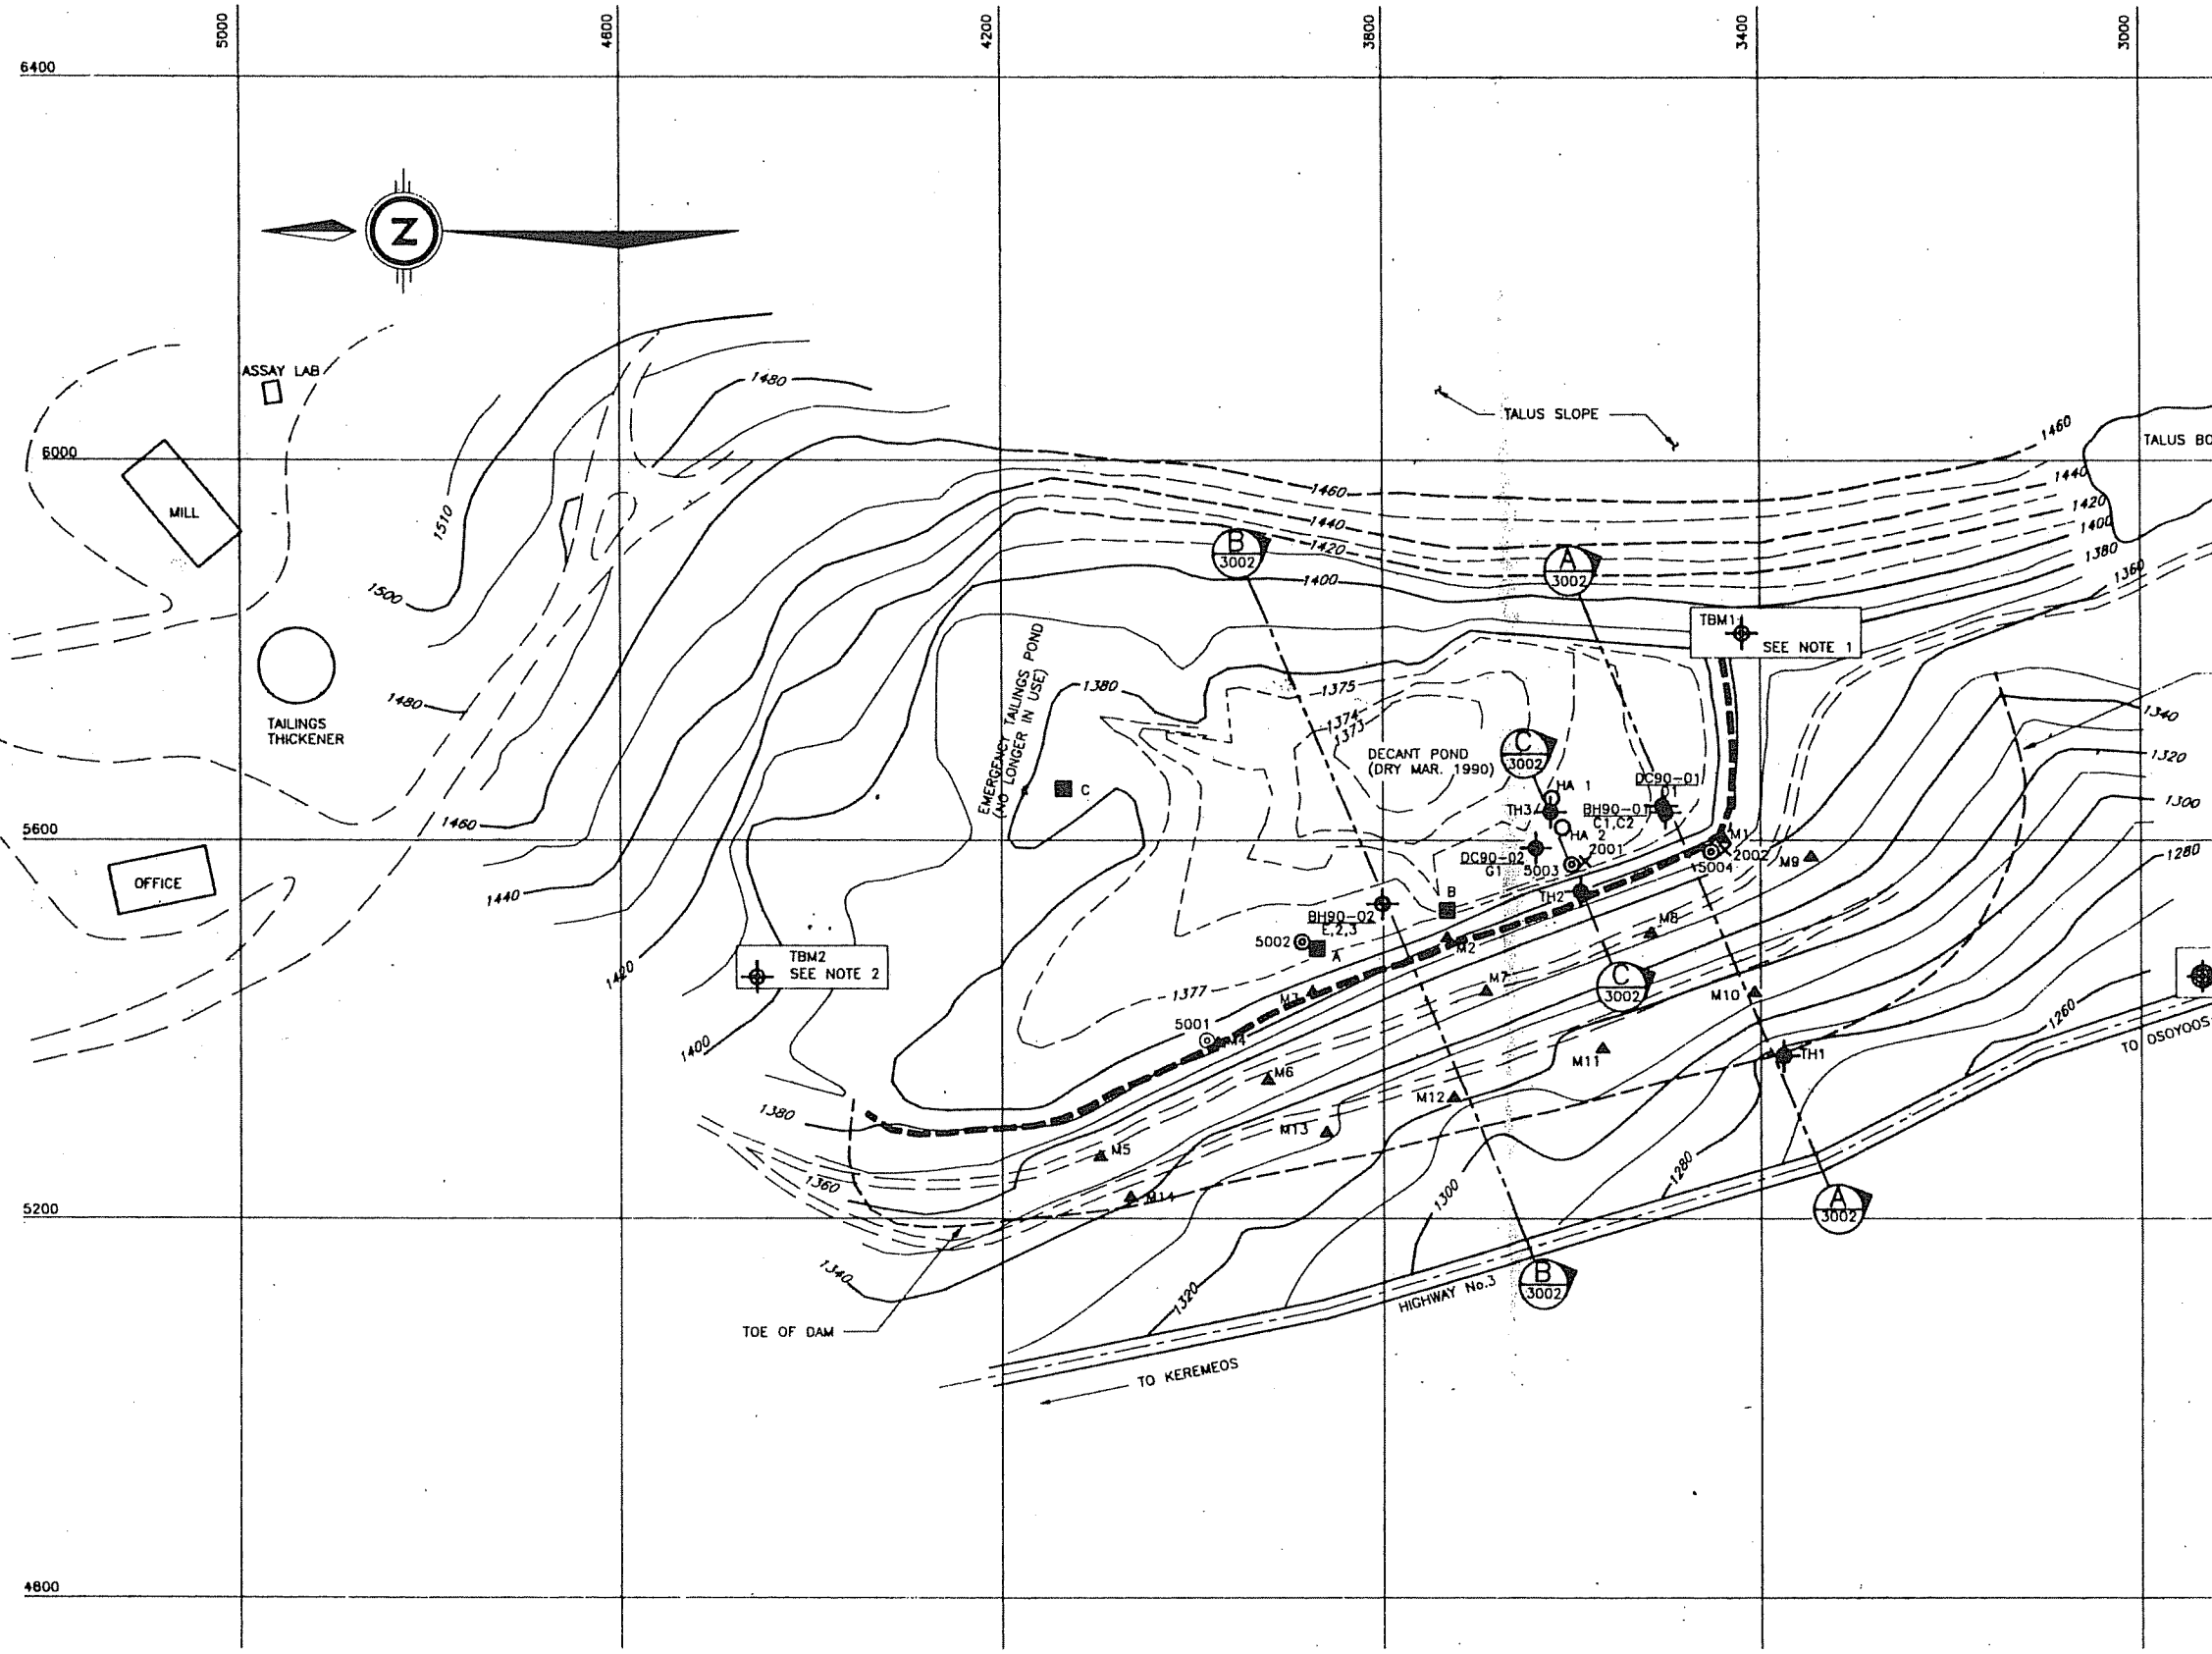 5000
4600
4200
3800
3400
3000
6400
Z
ASSAY LAB
1480
TALUS SLOPE
1460
TALUS BO
6000
1440
1460
MILL
1510
1440
1420
B
3002
1420
1400
A
3002
1400
1380
1360
1500
TBM1
SEE NOTE 1
EMERGENCY TAILINGS POND
(NO LONGER IN USE)
1380
1375
1480
1374
1373
1340
TAILINGS
THICKENER
DECANT POND
(DRY MAR. 1990)
C
3002
1320
C
HA 1
DC90-01
D1
1300
TH3
BH90-01
C1,C2
1460
5600
HA 2
M1
2001
2002
M9
1280
DC90-02
G1
5003
5004
OFFICE
1440
B
TH2
BH90-02
E,2,3
M8
5002
A
M2
TBM2
SEE NOTE 2
1420
1377
M3
M7
C
3002
M10
1260
5001
M4
TO OSOYOOS
1400
M11
TH1
M6
1380
M12
M13
M5
1360
M14
1280
1300
A
3002
5200
1340
B
3002
1320
HIGHWAY No.3
TOE OF DAM
TO KEREMEOS
4800